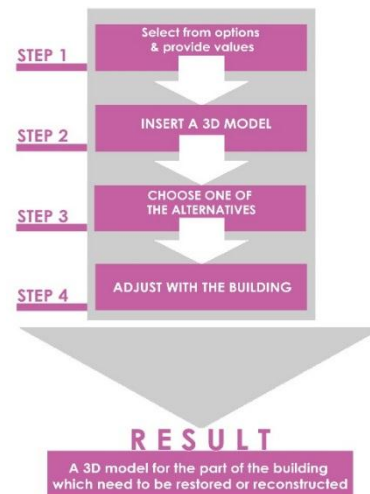 STEP 1
Select from options
& provide values
STEP 2
INSERT A 3D MODEL
STEP 3
CHOOSE ONE OF
THE ALTERNATIVES
STEP 4
ADJUST WITH THE BUILDING
RESULT
A 3D model for the part of the building
which need to be restored or reconstructed